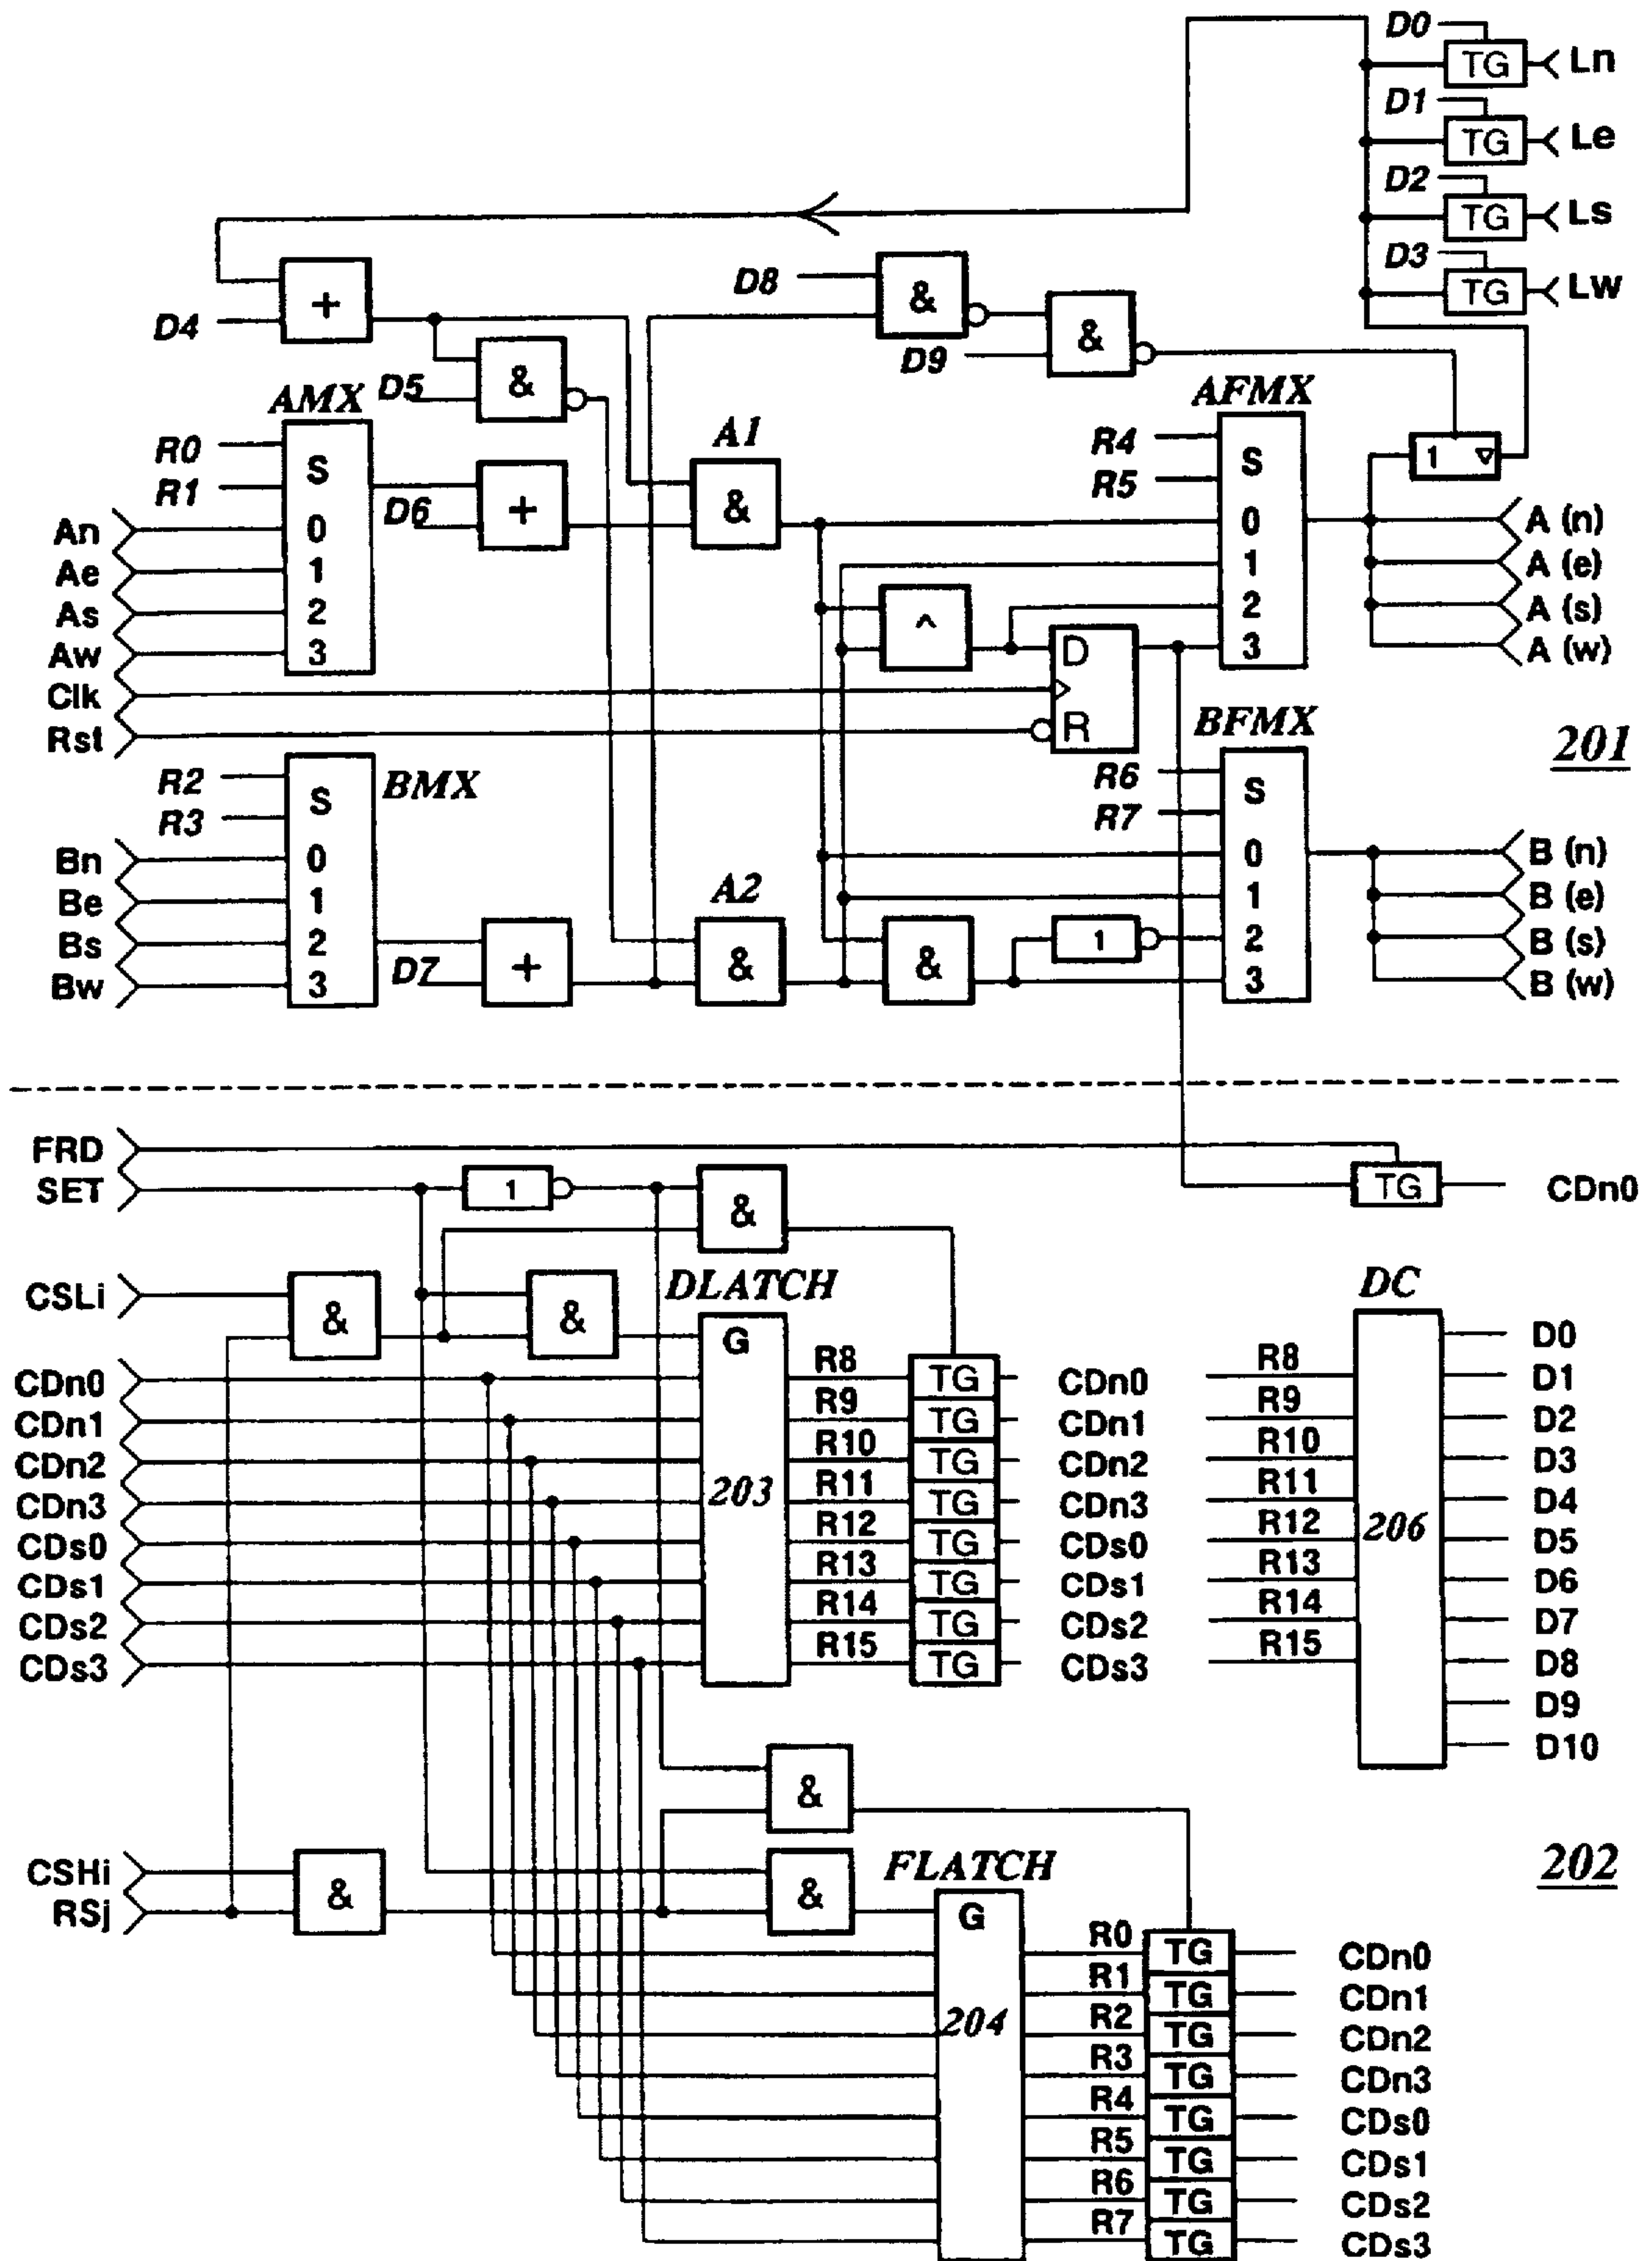 D0
TG Ln
D1
TG Le
D2
TG Ls
D3
TG Lw
D8
&
+
D4
&
D9
&
D5
AMX
A1
AFMX
R0
S
R1
D6
+
&
R4
S
R5
1
An 0
0 A (n)
Ae 1
1 A (e)
As 2
^
2 A (s)
Aw 3
D
3 A (w)
Clk
Rst
R
BFMX
201
R2
S
BMX
R3
R6
S
R7
Bn 0
0 B (n)
Be 1
A2
1 B (e)
Bs 2
1
2 B (s)
Bw 3
D7
+
&
&
3 B (w)
FRD
SET
1
&
TG CDn0
CSLi
&
&
DLATCH
DC
G
D0
CDn0 R8 TG CDn0 R8 D1
CDn1 R9 TG CDn1 R9 D2
CDn2 R10 TG CDn2 R10 D3
CDn3 203 R11 TG CDn3 R11 D4
CDs0 R12 TG CDs0 R12 206 D5
CDs1 R13 TG CDs1 R13 D6
CDs2 R14 TG CDs2 R14 D7
CDs3 R15 TG CDs3 R15 D8
D9
D10
&
CSHi
RSj
&
&
FLATCH
202
G
R0 TG CDn0
R1 TG CDn1
204 R2 TG CDn2
R3 TG CDn3
R4 TG CDs0
R5 TG CDs1
R6 TG CDs2
R7 TG CDs3